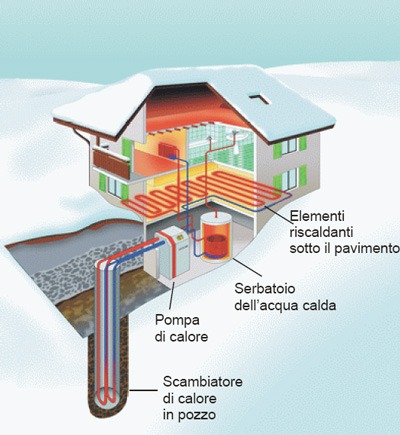 Elementi
riscaldanti
sotto il pavimento
Serbatoio
dell'acqua calda
Pompa
di calore
Scambiatore
di calore
in pozzo